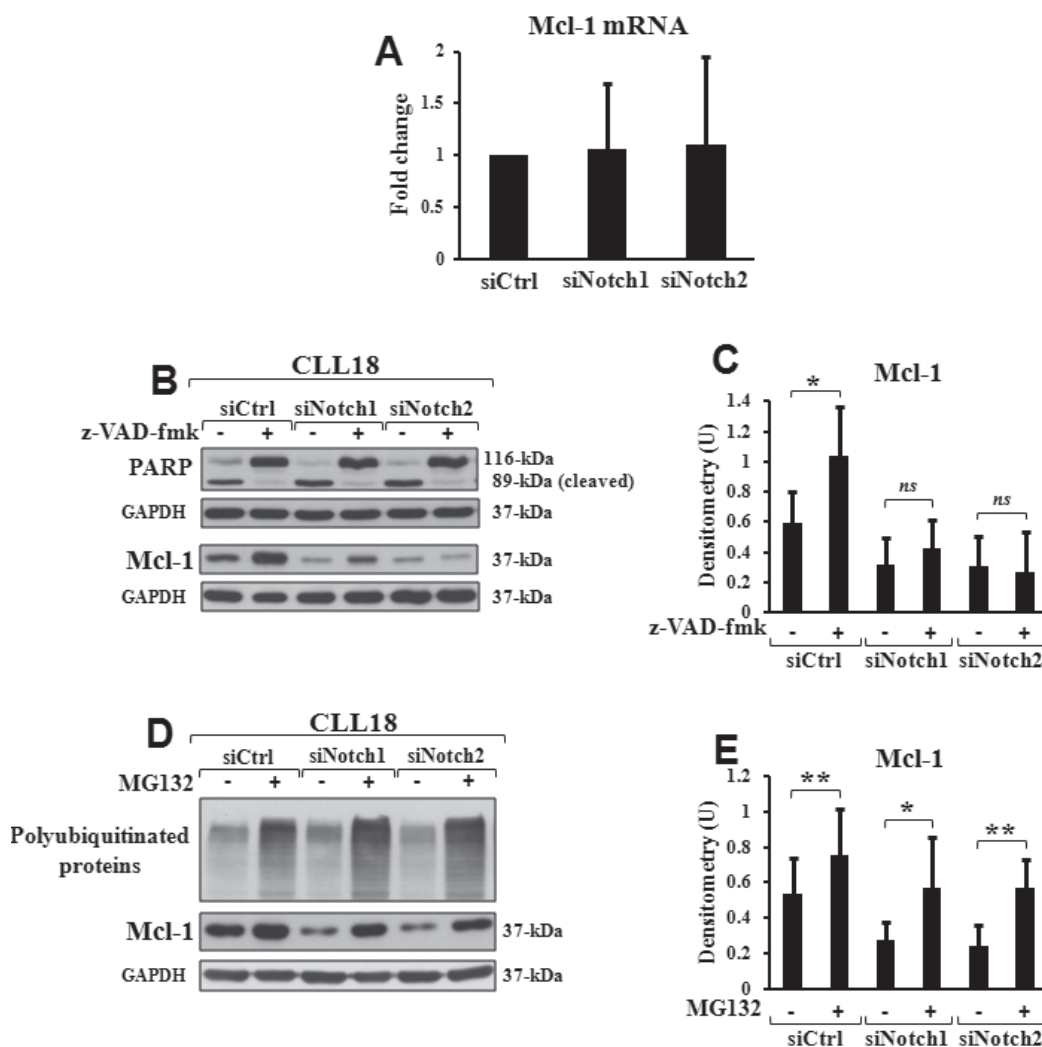 A
Mcl-1 mRNA
Fold change
2
1.5
1
0.5
0
siCtrl siNotch1 siNotch2
B
CLL18
siCtrl siNotch1 siNotch2
z-VAD-fmk - + - + - +
PARP
116-kDa
89-kDa (cleaved)
GAPDH 37-kDa
Mcl-1 37-kDa
GAPDH 37-kDa
C
Mcl-1
Densitometry (U)
1.4
1.2
1
0.8
0.6
0.4
0.2
0
*
ns
ns
z-VAD-fmk - + - + - +
siCtrl siNotch1 siNotch2
D
CLL18
siCtrl siNotch1 siNotch2
MG132 - + - + - +
Polyubiquitinated
proteins
Mcl-1 37-kDa
GAPDH 37-kDa
E
Mcl-1
Densitometry (U)
1.2
1
0.8
0.6
0.4
0.2
0
**
*
**
MG132 - + - + - +
siCtrl siNotch1 siNotch2